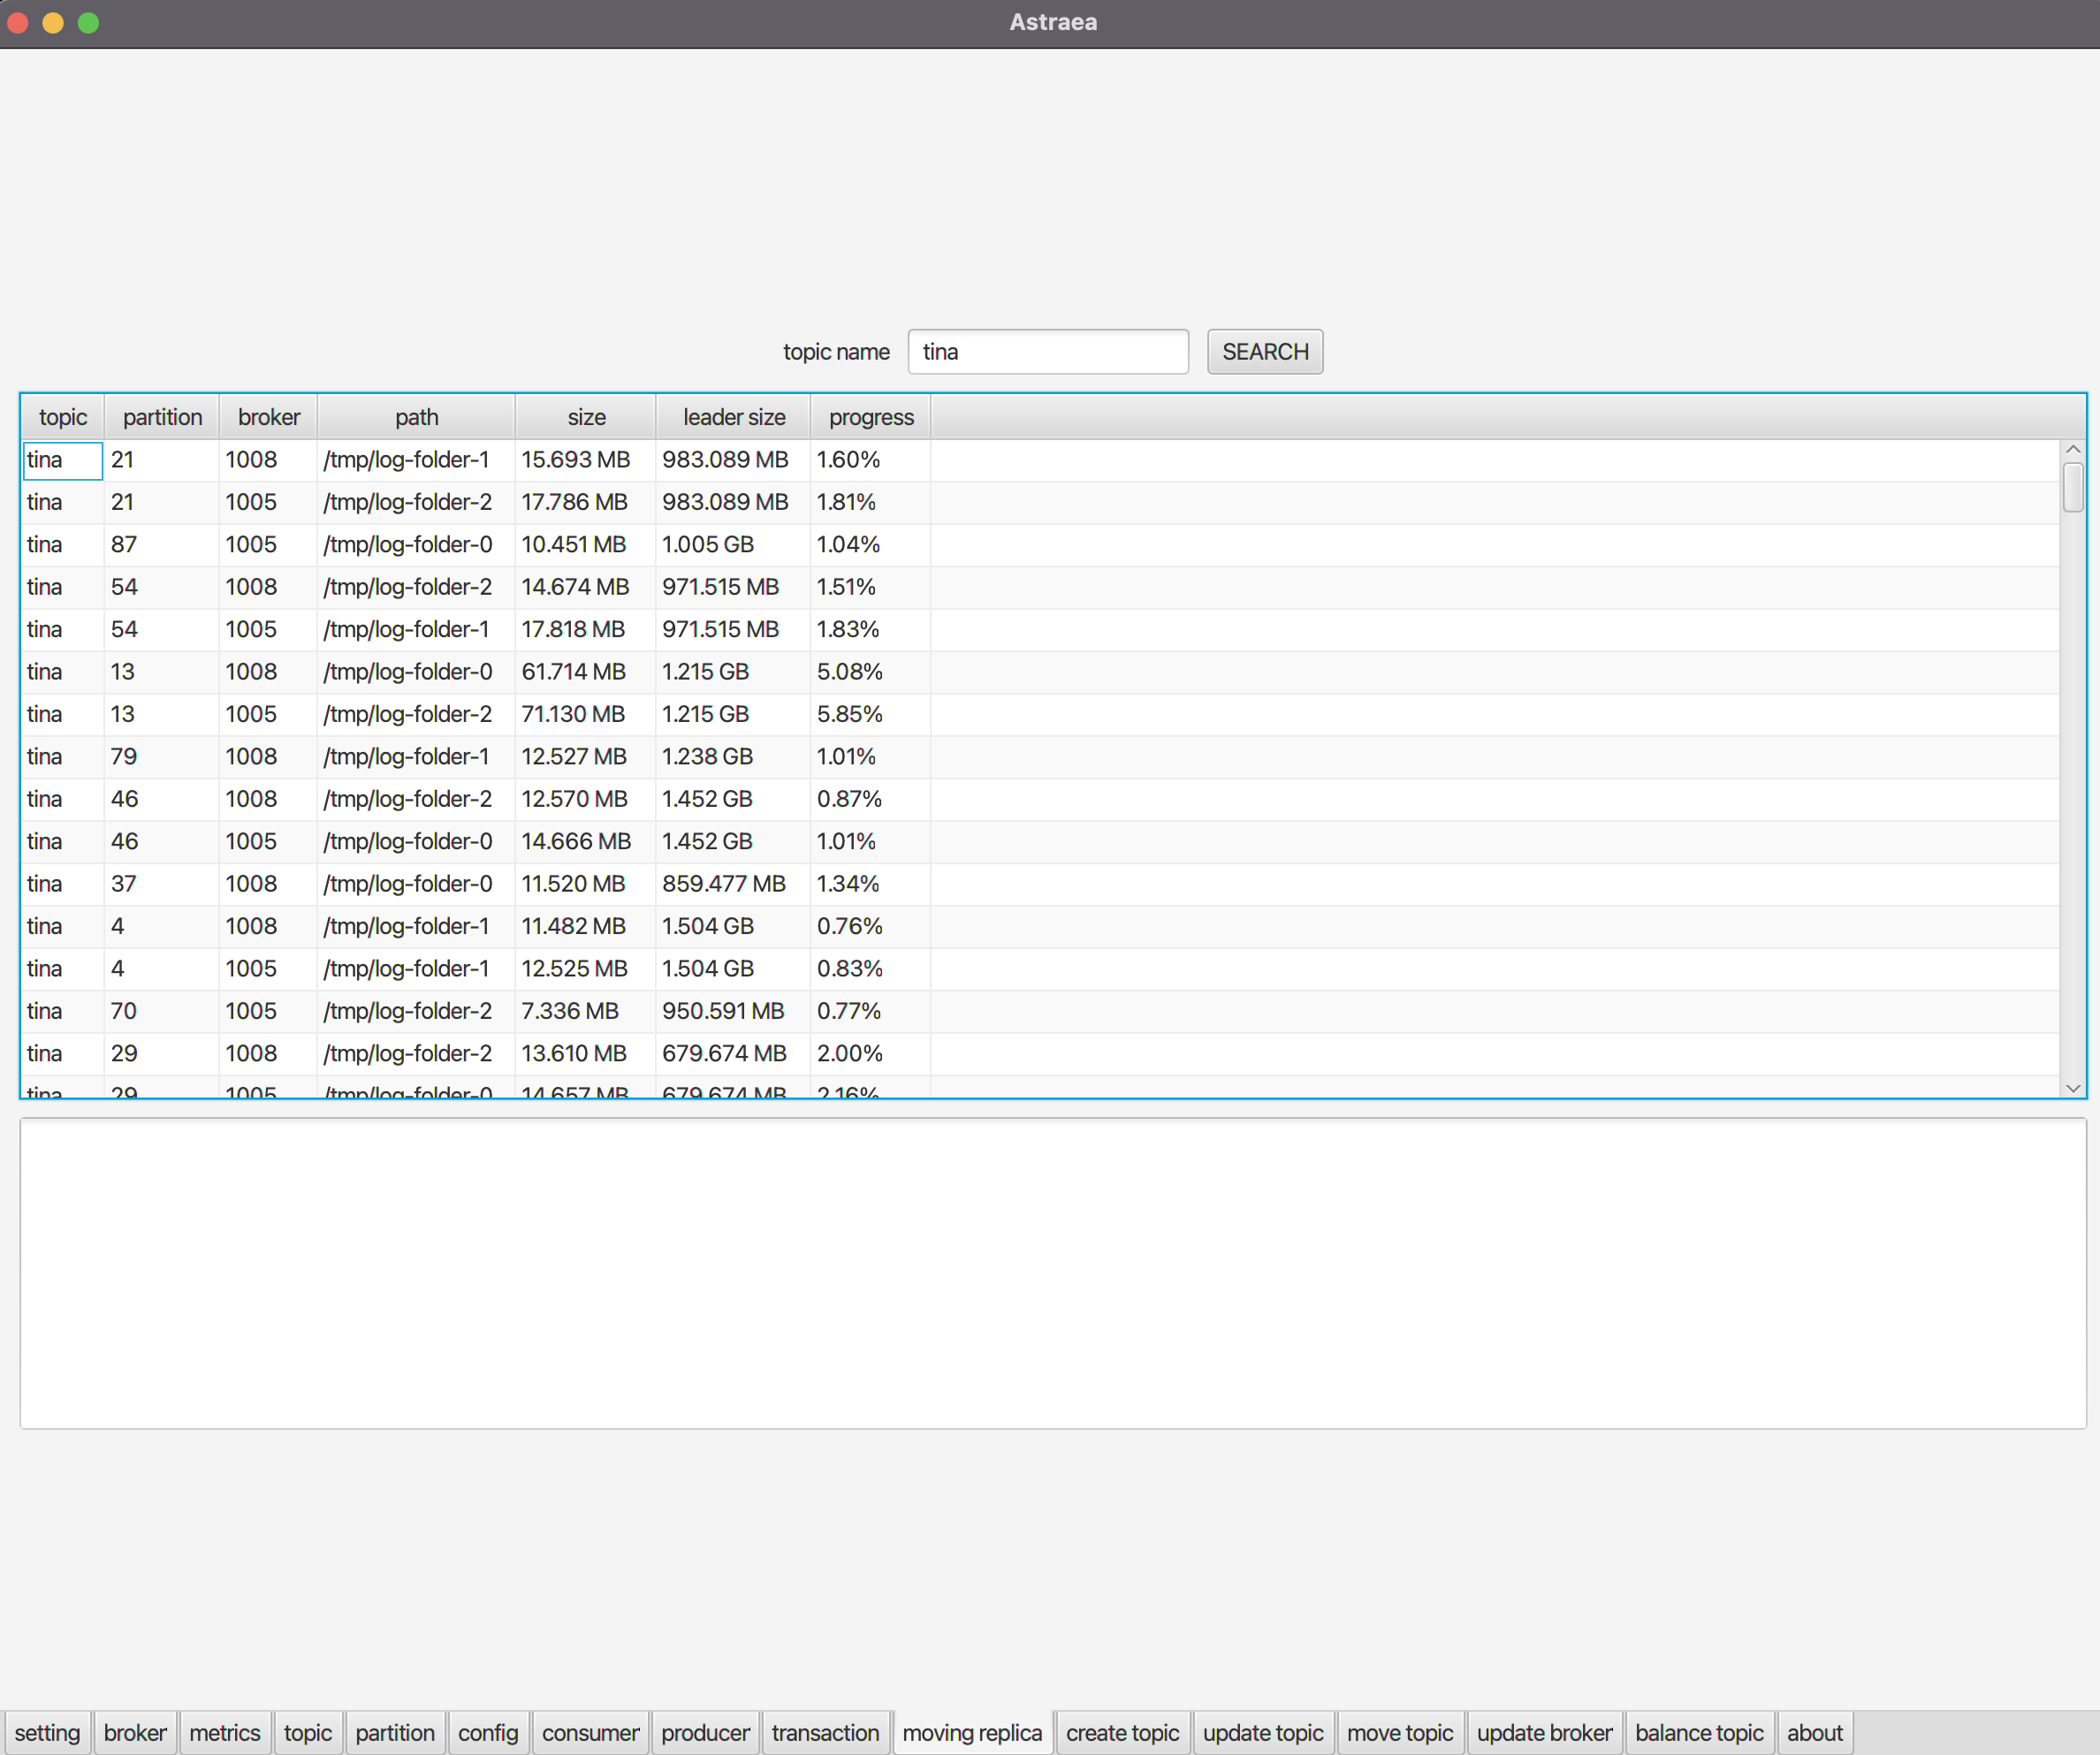 Astraea
topic name tina SEARCH
topic partition broker path size leader size progress
tina 21 1008 /tmp/log-folder-1 15.693 MB 983.089 MB 1.60%
tina 21 1005 /tmp/log-folder-2 17.786 MB 983.089 MB 1.81%
tina 87 1005 /tmp/log-folder-0 10.451 MB 1.005 GB 1.04%
tina 54 1008 /tmp/log-folder-2 14.674 MB 971.515 MB 1.51%
tina 54 1005 /tmp/log-folder-1 17.818 MB 971.515 MB 1.83%
tina 13 1008 /tmp/log-folder-0 61.714 MB 1.215 GB 5.08%
tina 13 1005 /tmp/log-folder-2 71.130 MB 1.215 GB 5.85%
tina 79 1008 /tmp/log-folder-1 12.527 MB 1.238 GB 1.01%
tina 46 1008 /tmp/log-folder-2 12.570 MB 1.452 GB 0.87%
tina 46 1005 /tmp/log-folder-0 14.666 MB 1.452 GB 1.01%
tina 37 1008 /tmp/log-folder-0 11.520 MB 859.477 MB 1.34%
tina 4 1008 /tmp/log-folder-1 11.482 MB 1.504 GB 0.76%
tina 4 1005 /tmp/log-folder-1 12.525 MB 1.504 GB 0.83%
tina 70 1005 /tmp/log-folder-2 7.336 MB 950.591 MB 0.77%
tina 29 1008 /tmp/log-folder-2 13.610 MB 679.674 MB 2.00%
tina 29 1005 /tmp/log-folder-0 14.657 MB 679.674 MB 2.16%
setting broker metrics topic partition config consumer producer transaction moving replica create topic update topic move topic update broker balance topic about